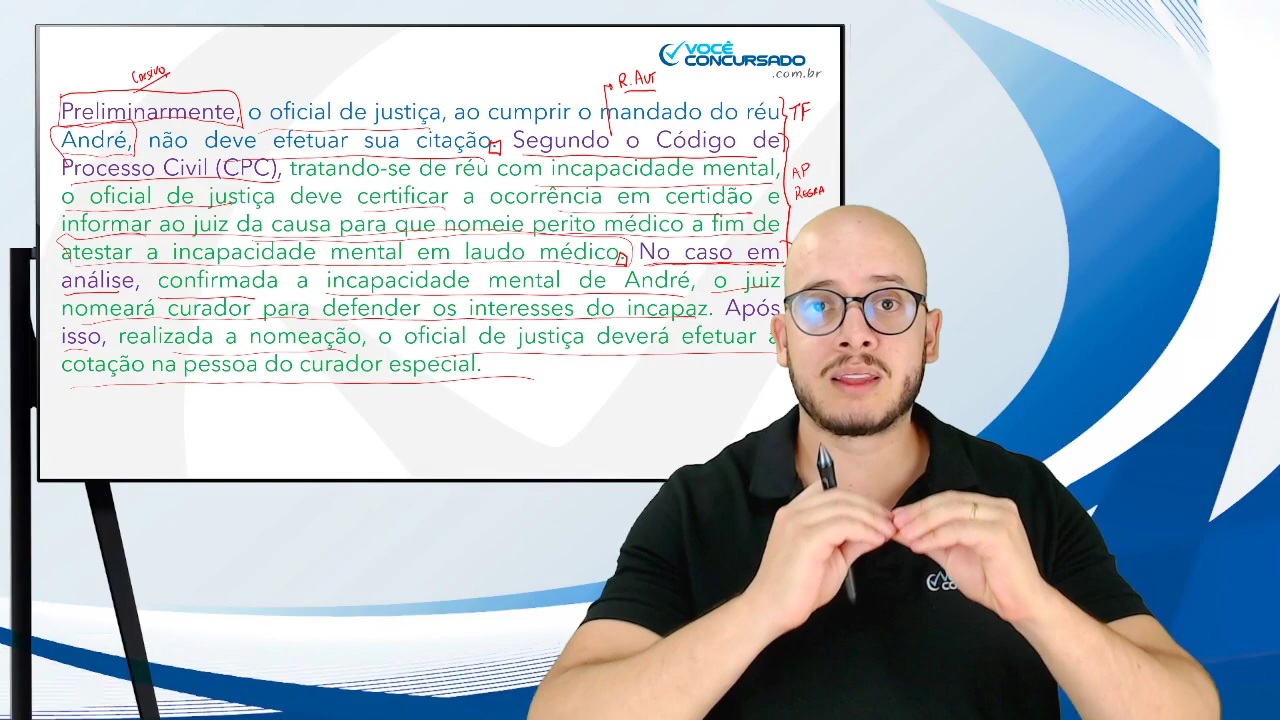 VOCÊ
CONCURSADO
.com.br
Coesivo
R. AUT
Preliminarmente, o oficial de justiça, ao cumprir o mandado do réu
TF
André, não deve efetuar sua citação. Segundo o Código de
Processo Civil (CPC), tratando-se de réu com incapacidade mental,
AP
REGRA
o oficial de justiça deve certificar a ocorrência em certidão e
informar ao juiz da causa para que nomeie perito médico a fim de
atestar a incapacidade mental em laudo médico. No caso em
análise, confirmada a incapacidade mental de André, o juiz
nomeará curador para defender os interesses do incapaz. Após
isso, realizada a nomeação, o oficial de justiça deverá efetuar a
cotação na pessoa do curador especial.